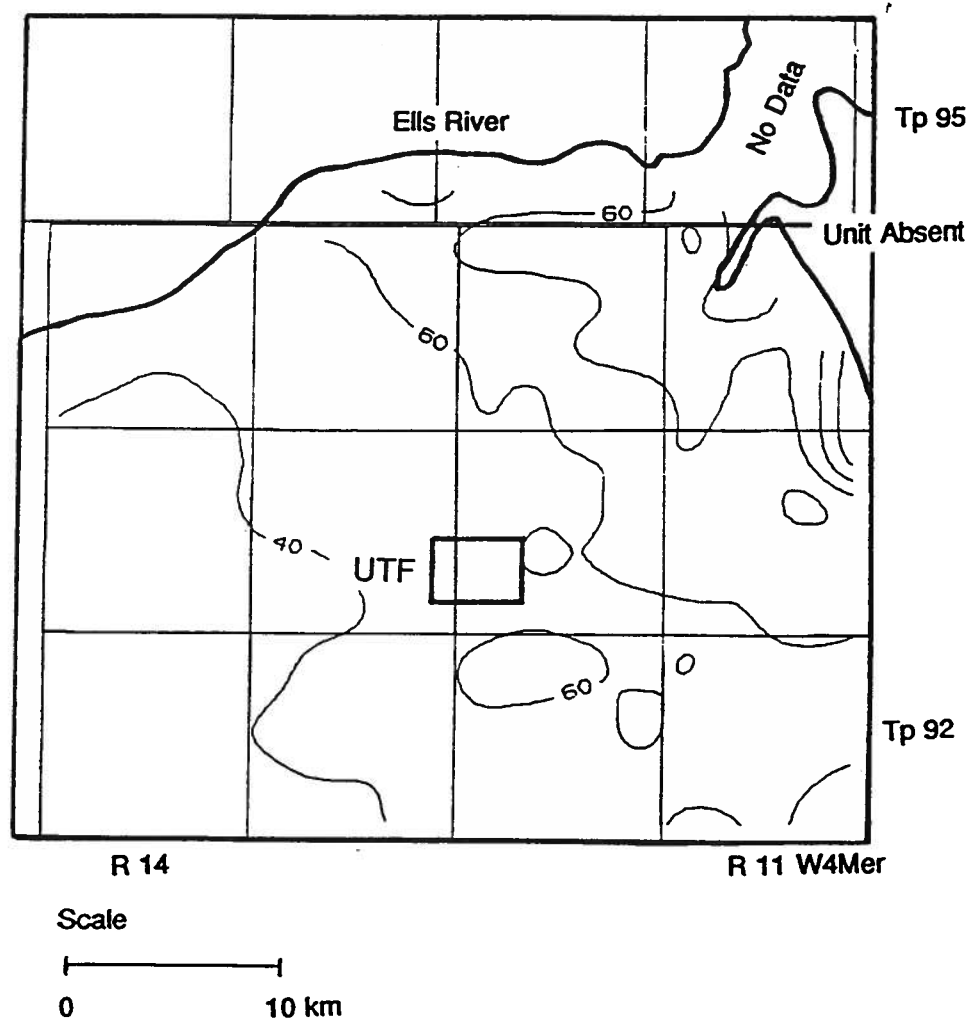 No Data
Tp 95
Ells River
60
Unit Absent
60
40
UTF
60
Tp 92
R 14
R 11 W4Mer
Scale
0 10 km